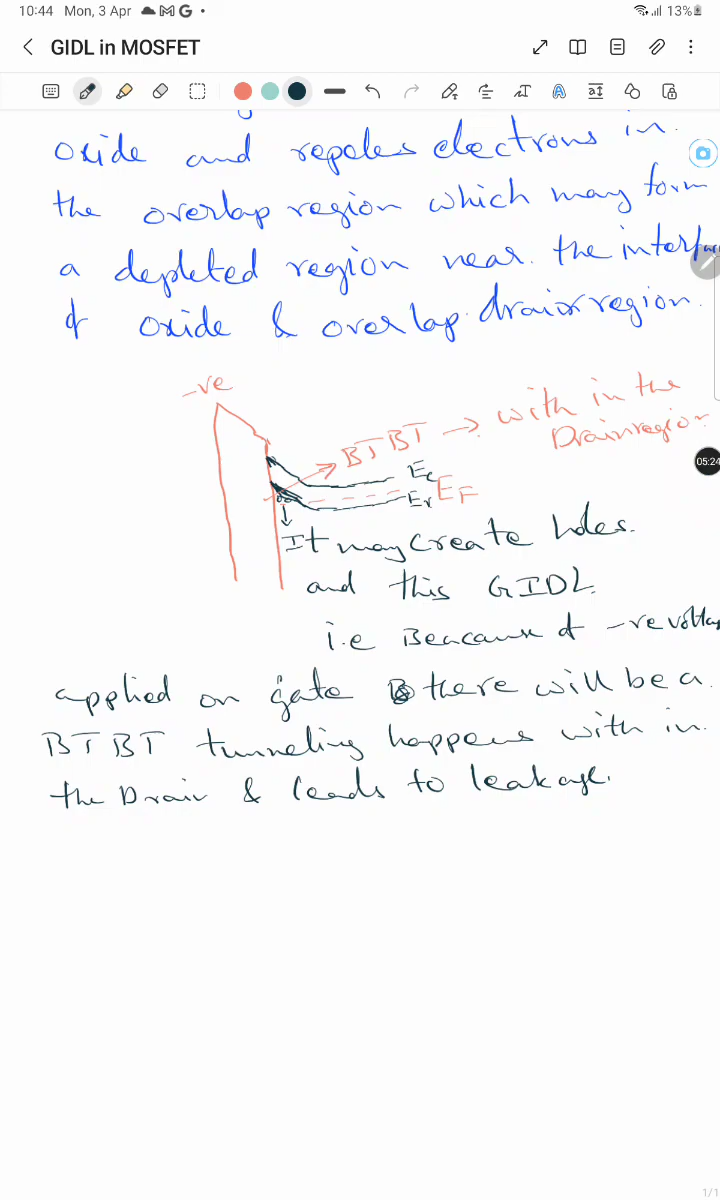 10:44 Mon, 3 Apr
13%
GIDL in MOSFET
oxide and repeles electrons in
the overlap region which may form
a depleted region near the interfa
of oxide & overlap drain region.
-ve
BTBT → with in the
Drain region
Ec
Ev EF
05:24
It may create holes.
and this GIDL
i.e Beacause of -ve voltag
applied on gate there will be a
BTBT tunneling happens with in
the Drain & leads to leakage.
1/1